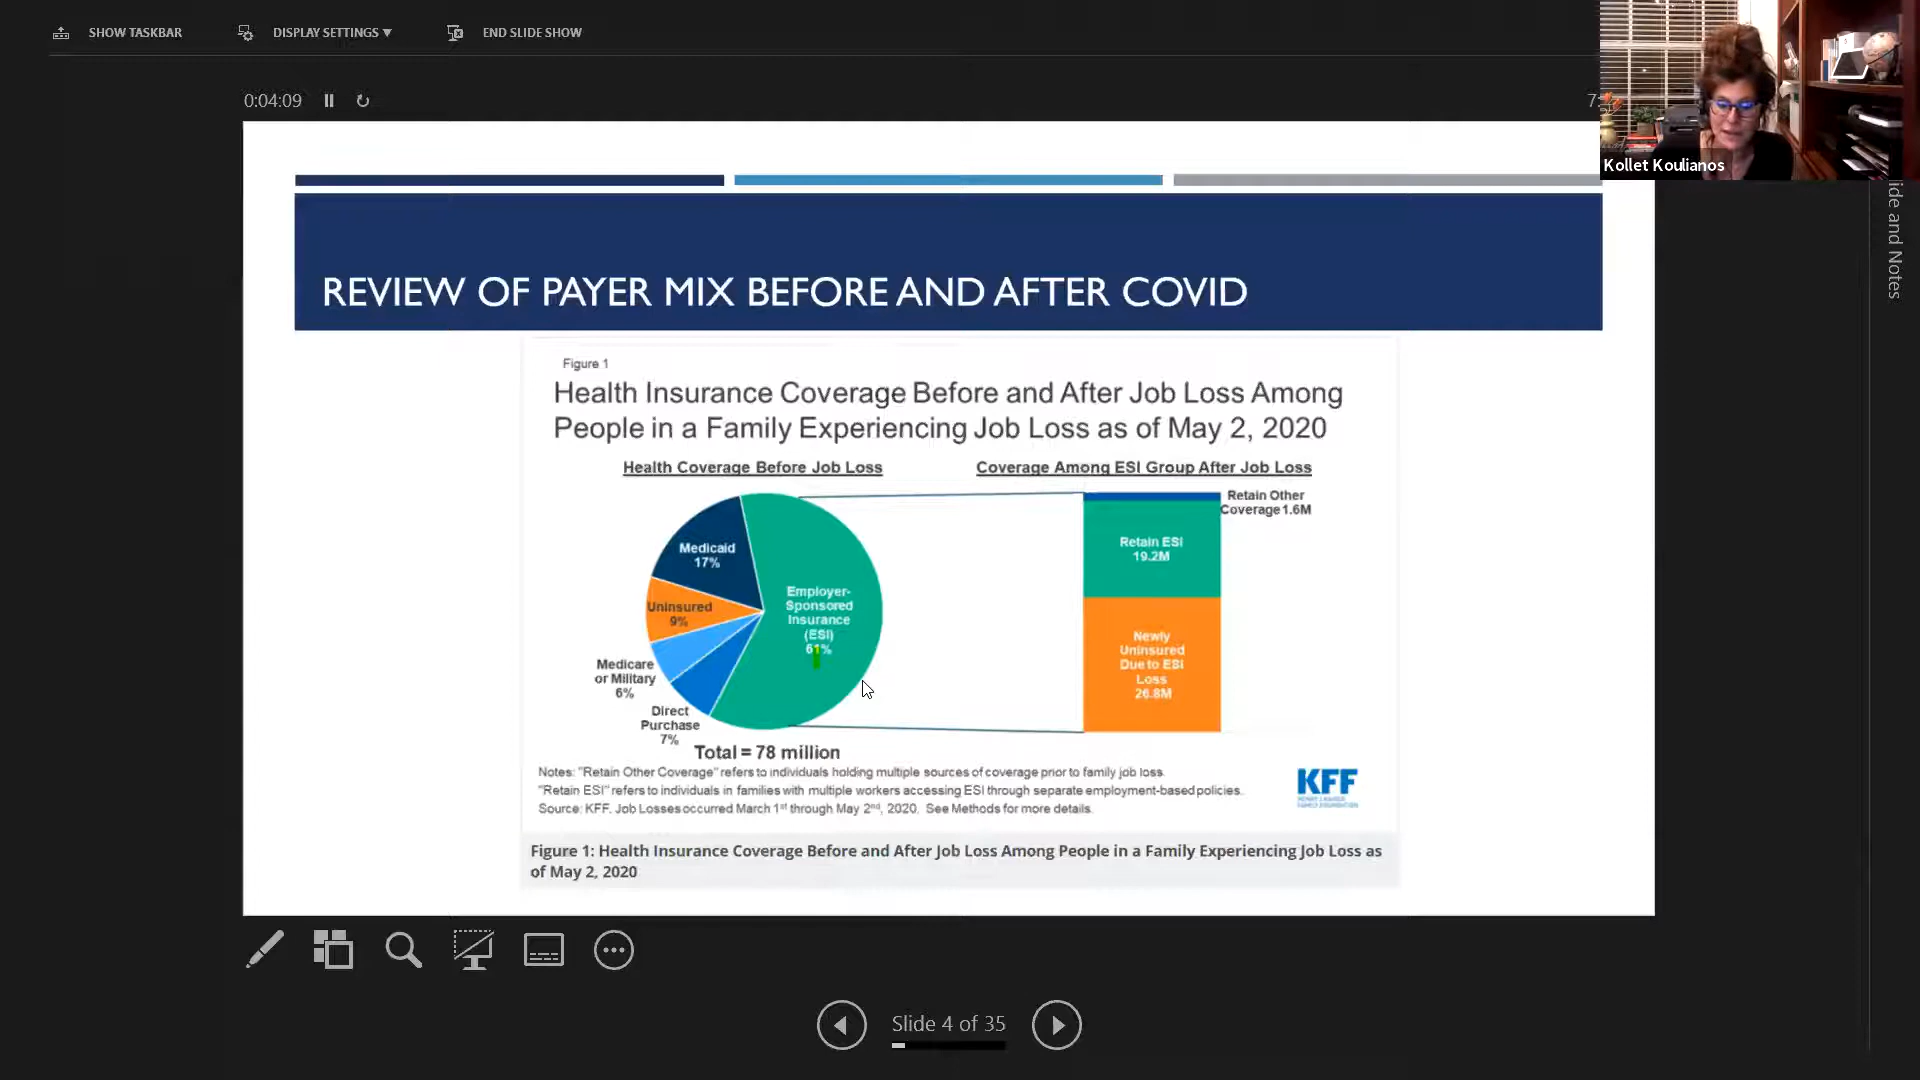 SHOW TASKBAR
DISPLAY SETTINGS ▼
END SLIDE SHOW
0:04:09
Kollet Koulianos
ide and Notes
REVIEW OF PAYER MIX BEFORE AND AFTER COVID
Figure 1
Health Insurance Coverage Before and After Job Loss Among
People in a Family Experiencing Job Loss as of May 2, 2020
Health Coverage Before Job Loss
Medicaid
17%
Uninsured
9%
Medicare
or Military
6%
Direct
Purchase
7%
Employer-
Sponsored
Insurance
(ESI)
61%
Total = 78 million
Coverage Among ESI Group After Job Loss
Retain Other
Coverage 1.6M
Retain ESI
19.2M
Newly
Uninsured
Due to ESI
Loss
26.8M
Notes: "Retain Other Coverage" refers to individuals holding multiple sources of coverage prior to family job loss.
"Retain ESI" refers to individuals in families with multiple workers accessing ESI through separate employment-based policies.
Source: KFF. Job Losses occurred March 1st through May 2nd, 2020. See Methods for more details.
KFF
Figure 1: Health Insurance Coverage Before and After Job Loss Among People in a Family Experiencing Job Loss as
of May 2, 2020
Slide 4 of 35